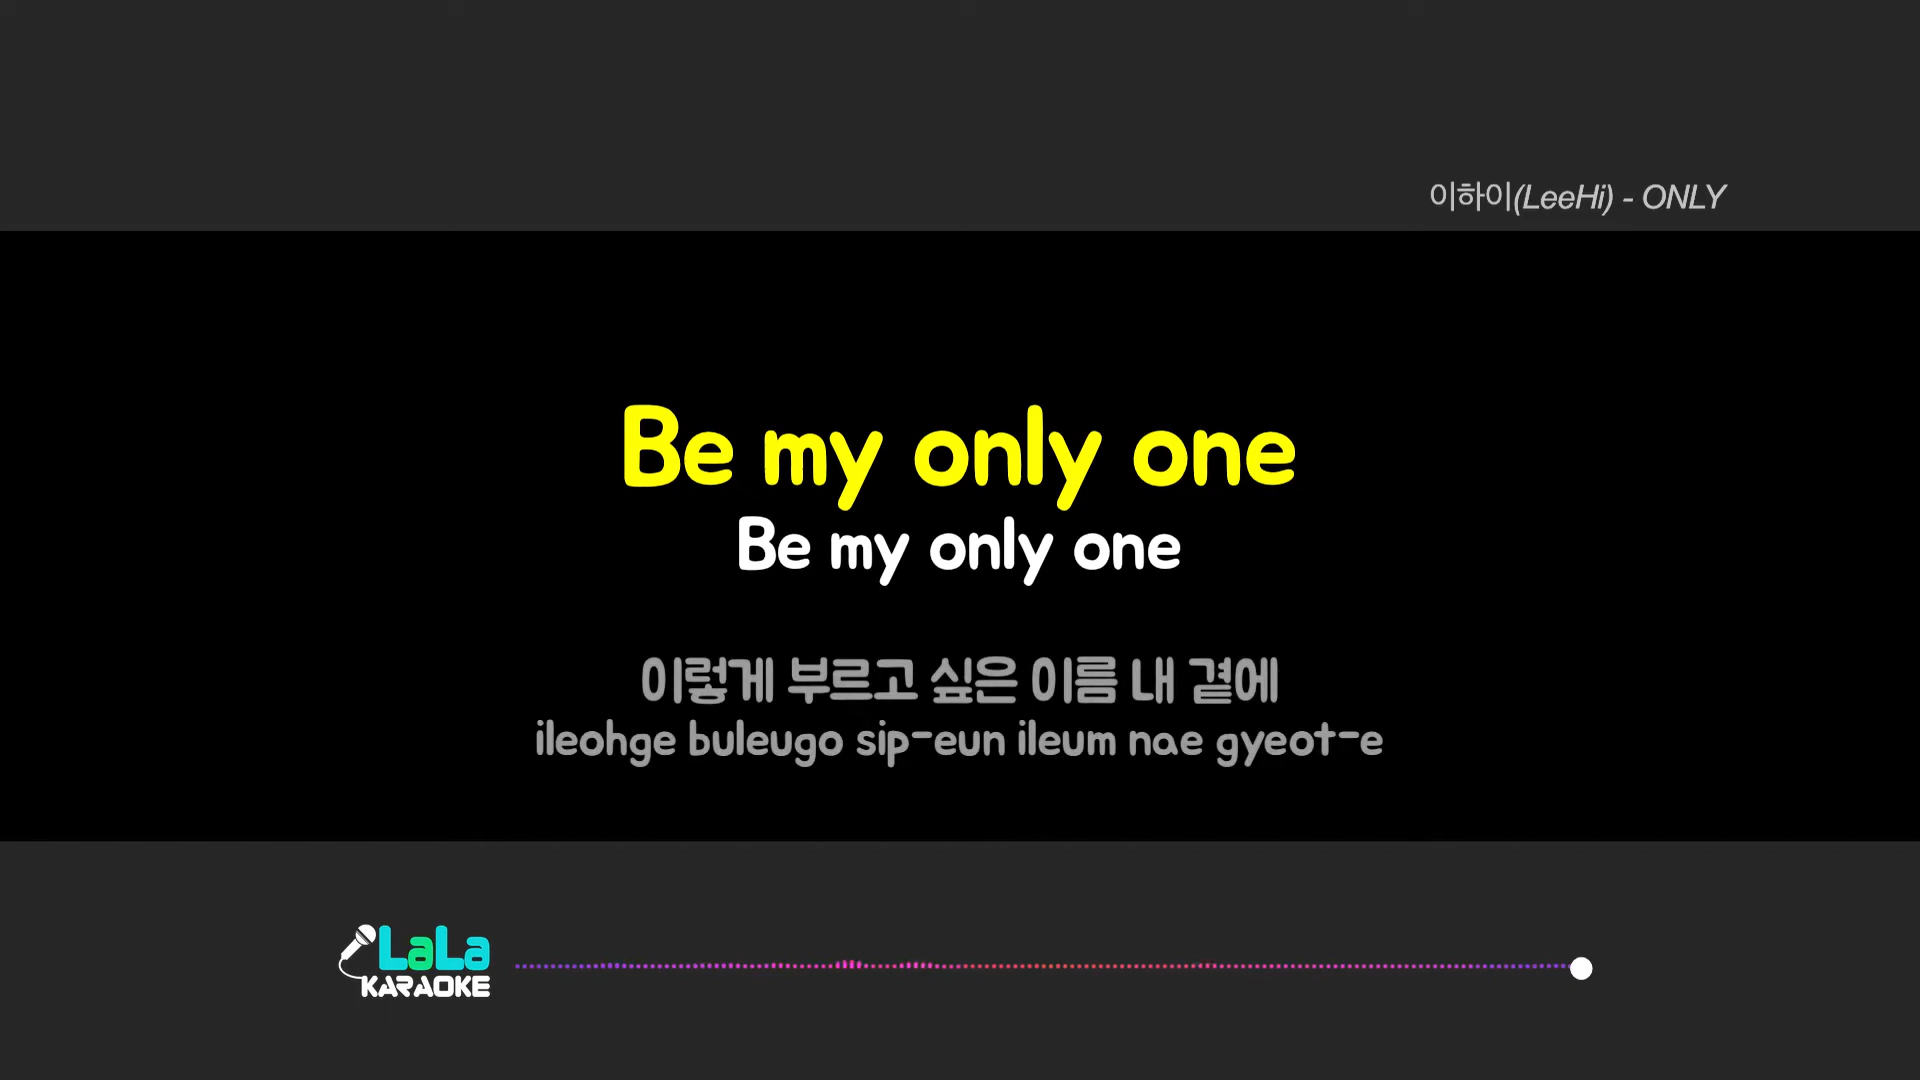 이하이(LeeHi) - ONLY
Be my only one
Be my only one
이렇게 부르고 싶은 이름 내 곁에
ileohge buleugo sip-eun ileum nae gyeot-e
LaLa
KARAOKE